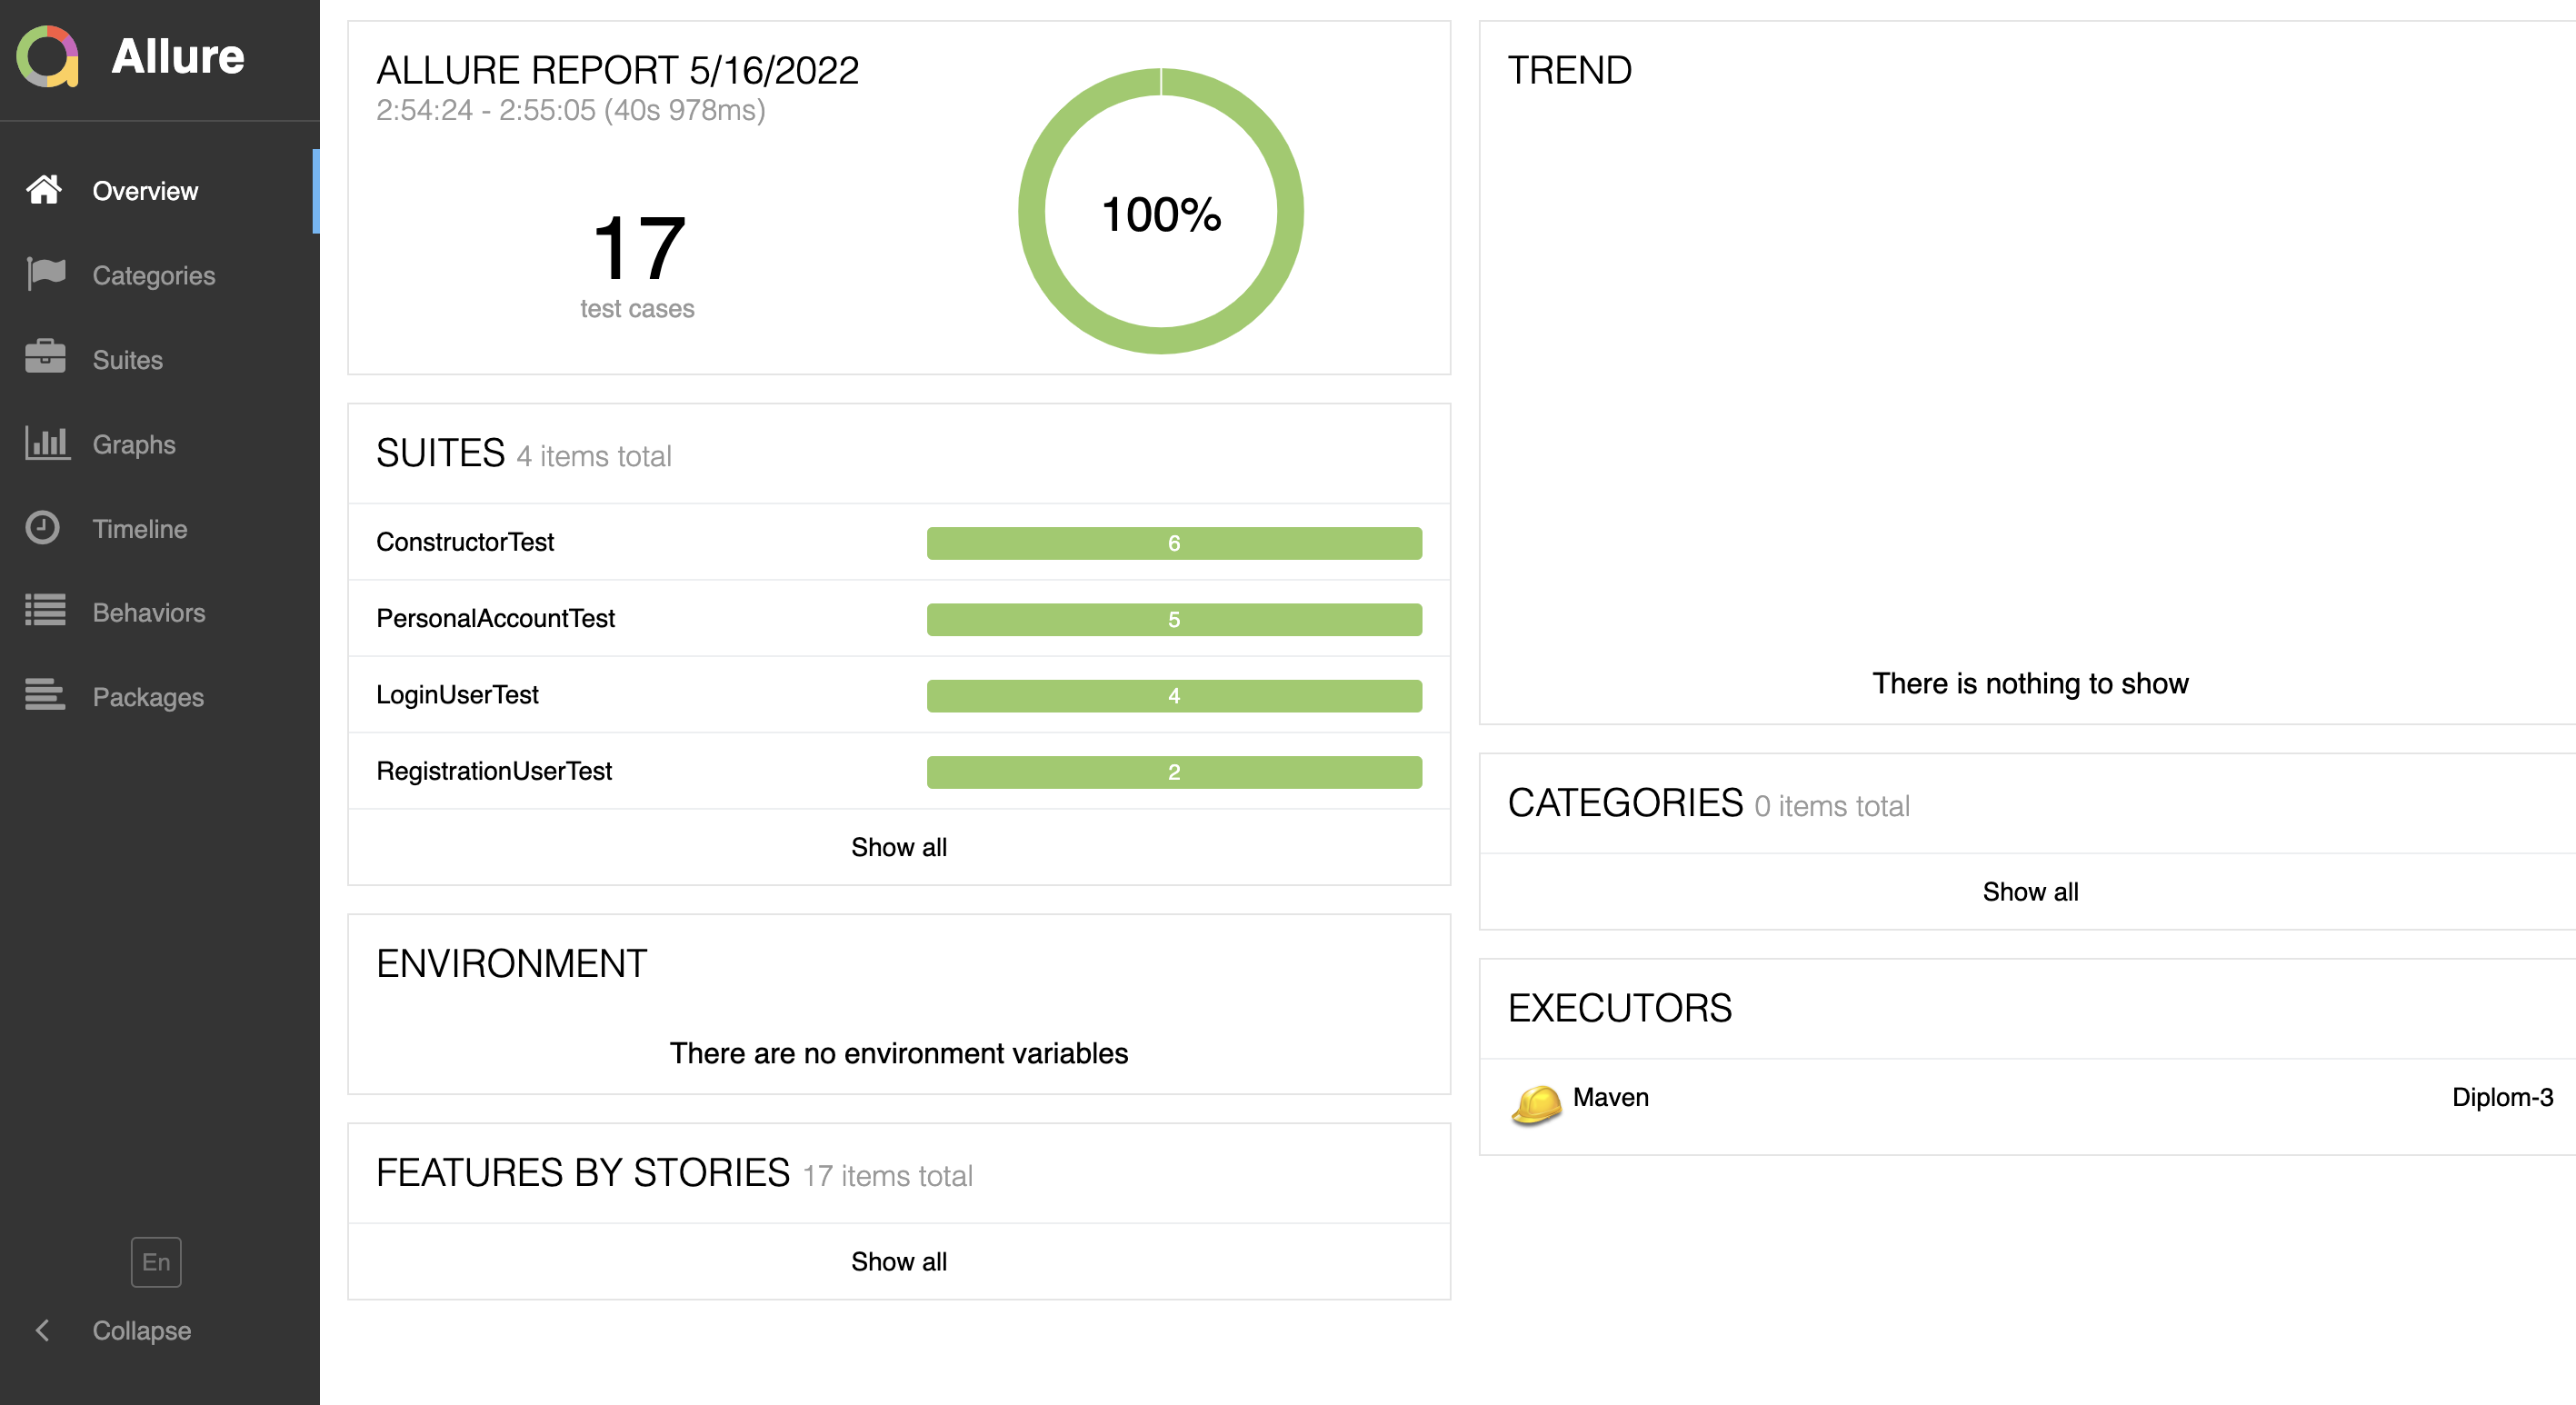 Allure
Overview
Categories
Suites
Graphs
Timeline
Behaviors
Packages
En
Collapse
ALLURE REPORT 5/16/2022
2:54:24 - 2:55:05 (40s 978ms)
17
test cases
100%
SUITES 4 items total
ConstructorTest 6
PersonalAccountTest 5
LoginUserTest 4
RegistrationUserTest 2
Show all
ENVIRONMENT
There are no environment variables
FEATURES BY STORIES 17 items total
Show all
TREND
There is nothing to show
CATEGORIES 0 items total
Show all
EXECUTORS
Maven Diplom-3